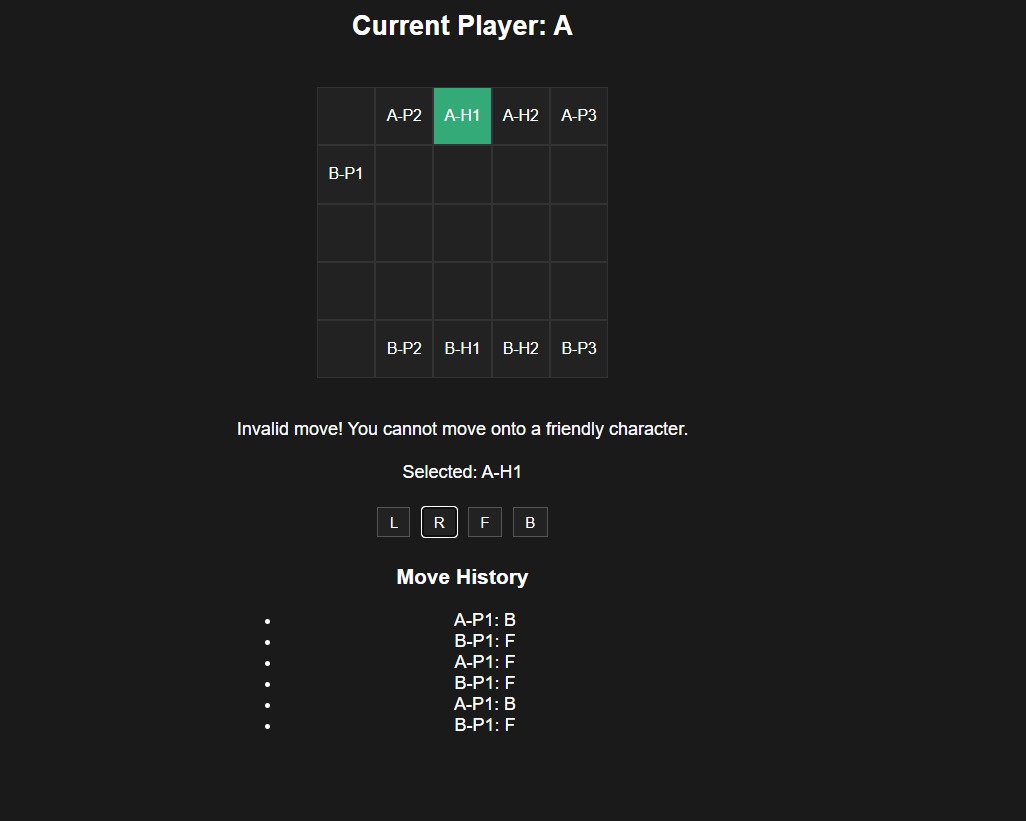 Current Player: A
A-P2 A-H1 A-H2 A-P3
B-P1
B-P2 B-H1 B-H2 B-P3
Invalid move! You cannot move onto a friendly character.
Selected: A-H1
L R F B
Move History
A-P1: B
B-P1: F
A-P1: F
B-P1: F
A-P1: B
B-P1: F